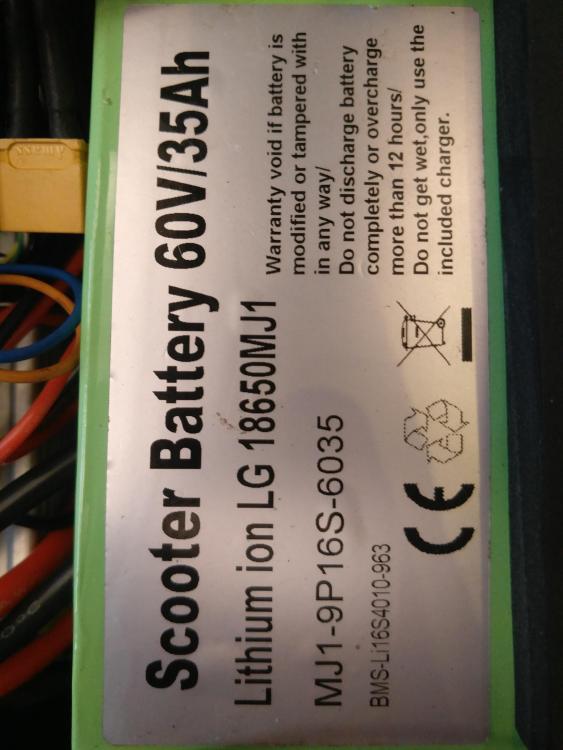 Scooter Battery 60V/35Ah
Lithium ion LG 18650MJ1
MJ1-9P16S-6035
BMS-Li16S4010-963
Warranty void if battery is
modified or tampered with
in any way/
Do not discharge battery
completely or overcharge
more than 12 hours/
Do not get wet,only use the
included charger.
CE
Amass